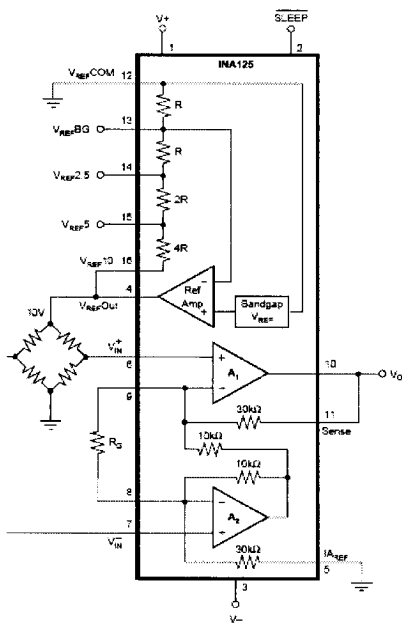 V+
SLEEP
1
2
INA125
VREFCOM
12
R
13
VREFBG
R
14
VREF2.5
2R
15
VREF5
4R
VREF10
16
4
VREFOut
Ref
Amp
−
+
Bandgap
VREF
10V
V+IN
6
+
A1
−
10
VO
9
30kΩ
11
Sense
10kΩ
RG
10kΩ
8
−
A2
+
7
V−IN
30kΩ
IAREF
5
3
V−